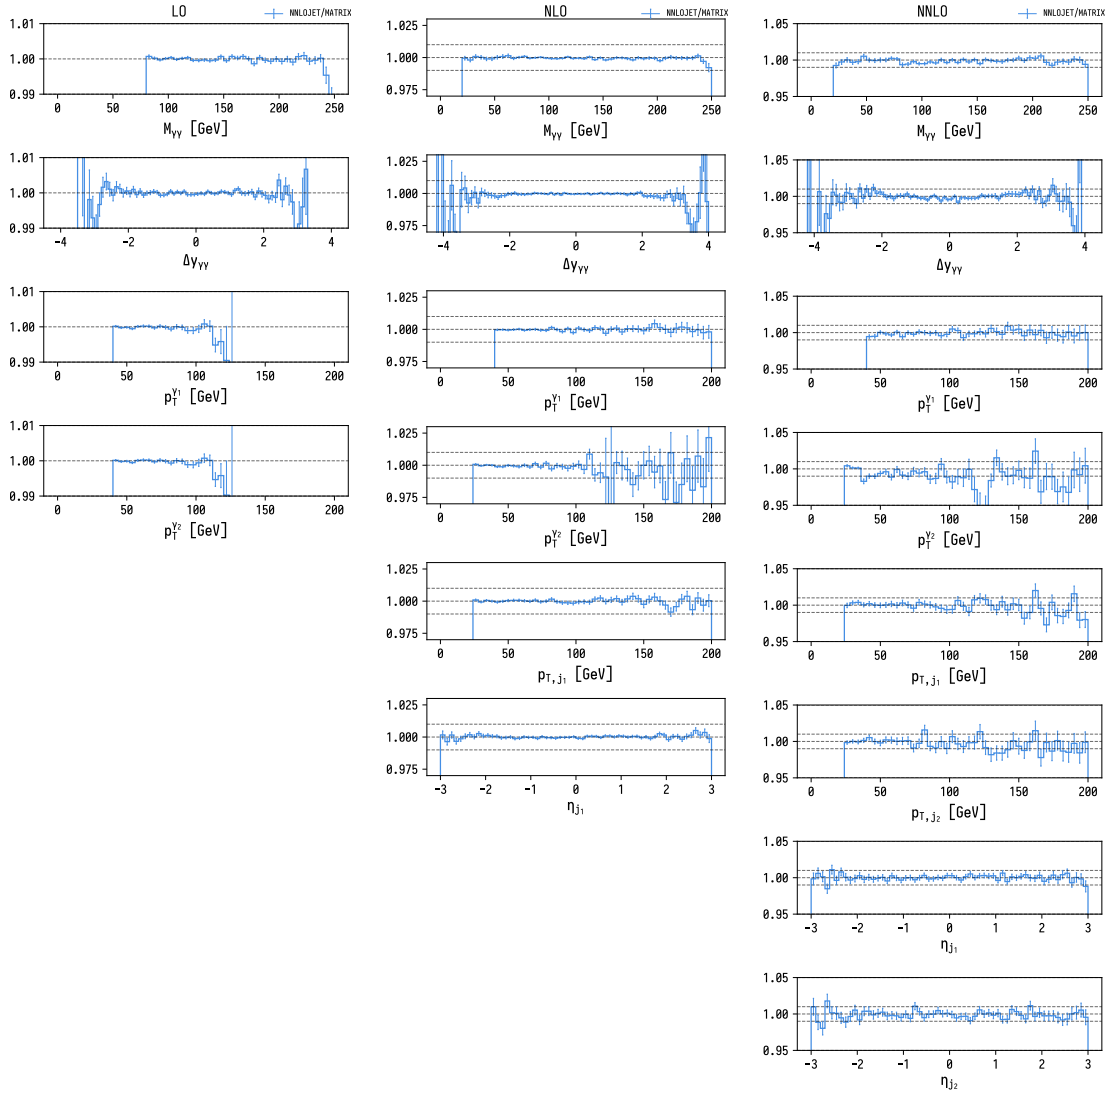 LO
NNLOJET/MATRIX
1.01
1.00
0.99
0 50 100 150 200 250
Mγγ [GeV]
1.01
1.00
0.99
−4 −2 0 2 4
Δyγγ
1.01
1.00
0.99
0 50 100 150 200
pTγ1 [GeV]
1.01
1.00
0.99
0 50 100 150 200
pTγ2 [GeV]
NLO
NNLOJET/MATRIX
1.025
1.000
0.975
0 50 100 150 200 250
Mγγ [GeV]
1.025
1.000
0.975
−4 −2 0 2 4
Δyγγ
1.025
1.000
0.975
0 50 100 150 200
pTγ1 [GeV]
1.025
1.000
0.975
0 50 100 150 200
pTγ2 [GeV]
1.025
1.000
0.975
0 50 100 150 200
pT,j1 [GeV]
1.025
1.000
0.975
−3 −2 −1 0 1 2 3
ηj1
NNLO
NNLOJET/MATRIX
1.05
1.00
0.95
0 50 100 150 200 250
Mγγ [GeV]
1.05
1.00
0.95
−4 −2 0 2 4
Δyγγ
1.05
1.00
0.95
0 50 100 150 200
pTγ1 [GeV]
1.05
1.00
0.95
0 50 100 150 200
pTγ2 [GeV]
1.05
1.00
0.95
0 50 100 150 200
pT,j1 [GeV]
1.05
1.00
0.95
0 50 100 150 200
pT,j2 [GeV]
1.05
1.00
0.95
−3 −2 −1 0 1 2 3
ηj1
1.05
1.00
0.95
−3 −2 −1 0 1 2 3
ηj2